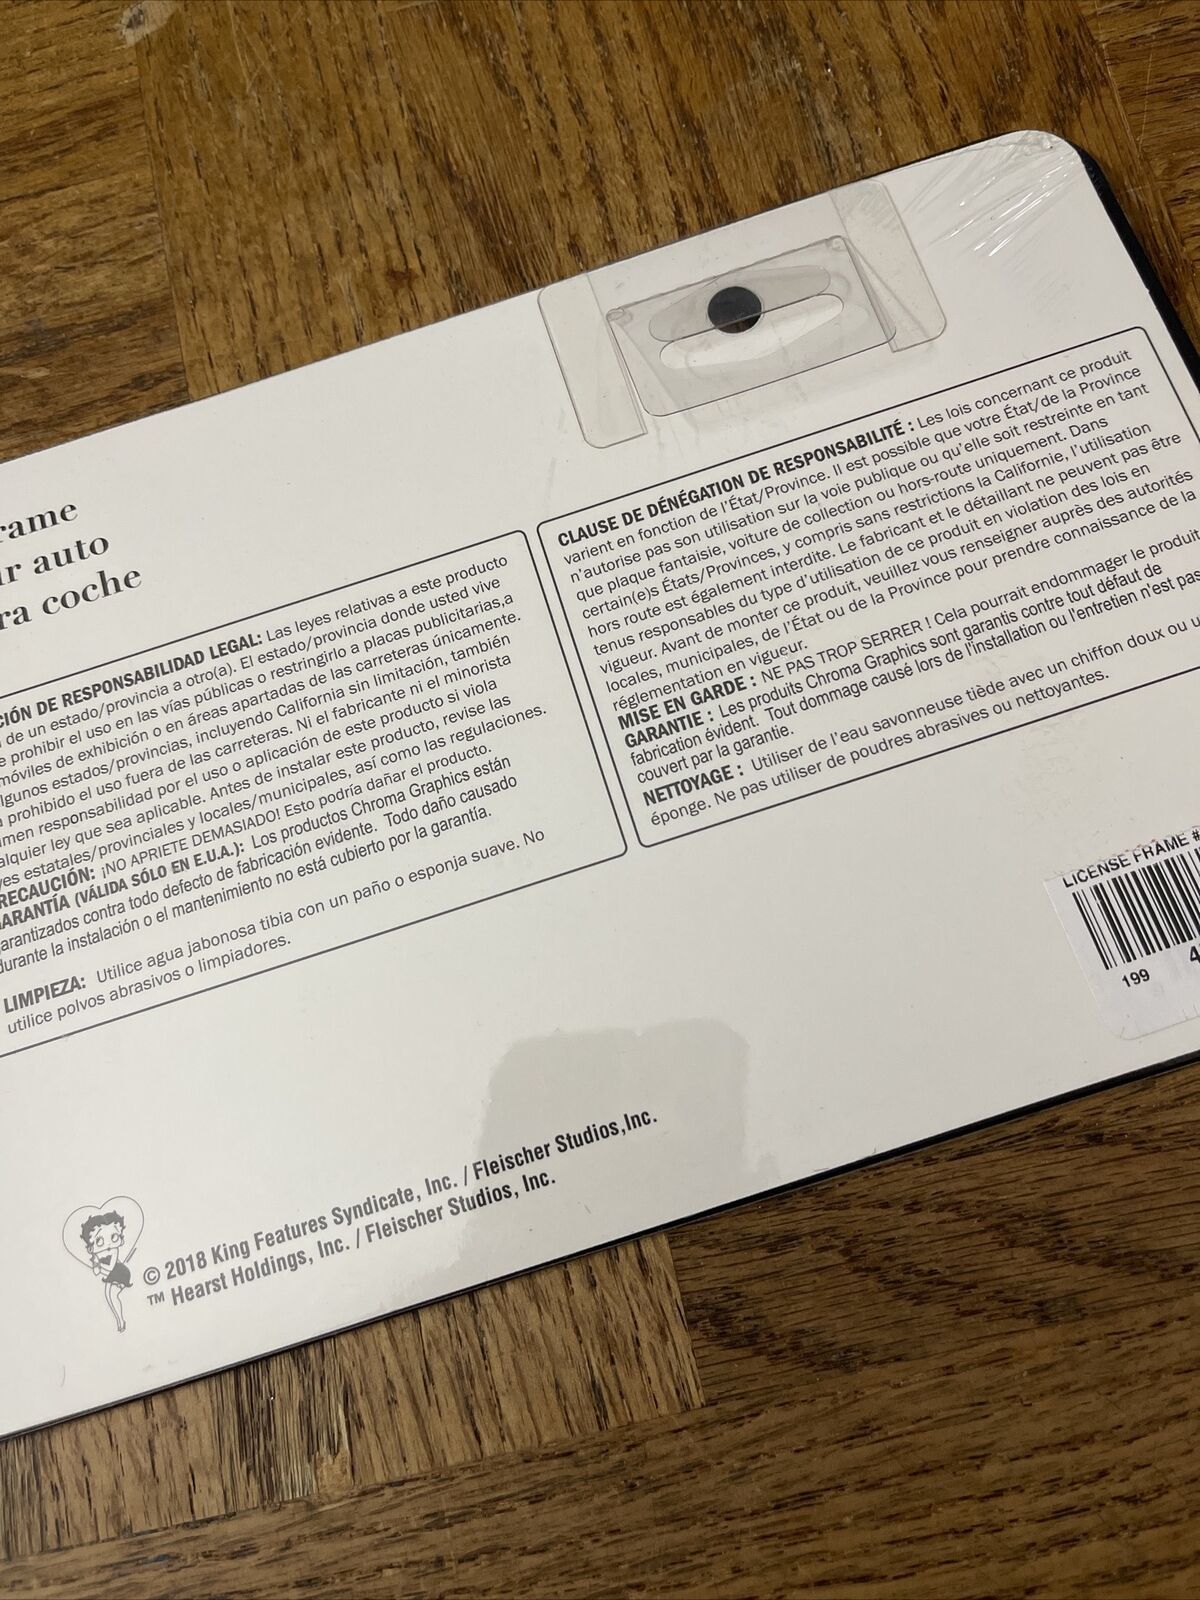 rame
ur auto
ra coche
CIÓN DE RESPONSABILIDAD LEGAL: Las leyes relativas a este producto
de un estado/provincia a otro(a). El estado/provincia donde usted vive
e prohibir el uso en las vías públicas o restringirlo a placas publicitarias,a
móviles de exhibición o en áreas apartadas de las carreteras únicamente.
lgunos estados/provincias, incluyendo California sin limitación, también
á prohibido el uso fuera de las carreteras. Ni el fabricante ni el minorista
umen responsabilidad por el uso o aplicación de este producto si viola
alquier ley que sea aplicable. Antes de instalar este producto, revise las
yes estatales/provinciales y locales/municipales, así como las regulaciones.
RECAUCIÓN: ¡NO APRIETE DEMASIADO! Esto podría dañar el producto.
GARANTÍA (VÁLIDA SÓLO EN E.U.A.): Los productos Chroma Graphics están
garantizados contra todo defecto de fabricación evidente. Todo daño causado
durante la instalación o el mantenimiento no está cubierto por la garantía.
LIMPIEZA: Utilice agua jabonosa tibia con un paño o esponja suave. No
utilice polvos abrasivos o limpiadores.
CLAUSE DE DÉNÉGATION DE RESPONSABILITÉ : Les lois concernant ce produit
varient en fonction de l'État/Province. Il est possible que votre État/de la Province
n'autorise pas son utilisation sur la voie publique ou qu'elle soit restreinte en tant
que plaque fantaisie, voiture de collection ou hors-route uniquement. Dans
certain(e)s États/Provinces, y compris sans restrictions la Californie, l'utilisation
hors route est également interdite. Le fabricant et le détaillant ne peuvent pas être
tenus responsables du type d'utilisation de ce produit en violation des lois en
vigueur. Avant de monter ce produit, veuillez vous renseigner auprès des autorités
locales, municipales, de l'État ou de la Province pour prendre connaissance de la
réglementation en vigueur.
MISE EN GARDE : NE PAS TROP SERRER ! Cela pourrait endommager le produit
GARANTIE : Les produits Chroma Graphics sont garantis contre tout défaut de
fabrication évident. Tout dommage causé lors de l'installation ou l'entretien n'est pas
couvert par la garantie.
NETTOYAGE : Utiliser de l'eau savonneuse tiède avec un chiffon doux ou u
éponge. Ne pas utiliser de poudres abrasives ou nettoyantes.
LICENSE FRAME #
199 4
© 2018 King Features Syndicate, Inc. / Fleischer Studios,Inc.
™ Hearst Holdings, Inc. / Fleischer Studios, Inc.